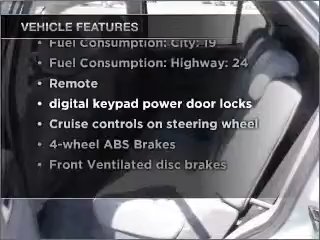 VEHICLE FEATURES
• Fuel Consumption: City: 19
• Fuel Consumption: Highway: 24
• Remote
• digital keypad power door locks
• Cruise controls on steering wheel
• 4-wheel ABS Brakes
• Front Ventilated disc brakes